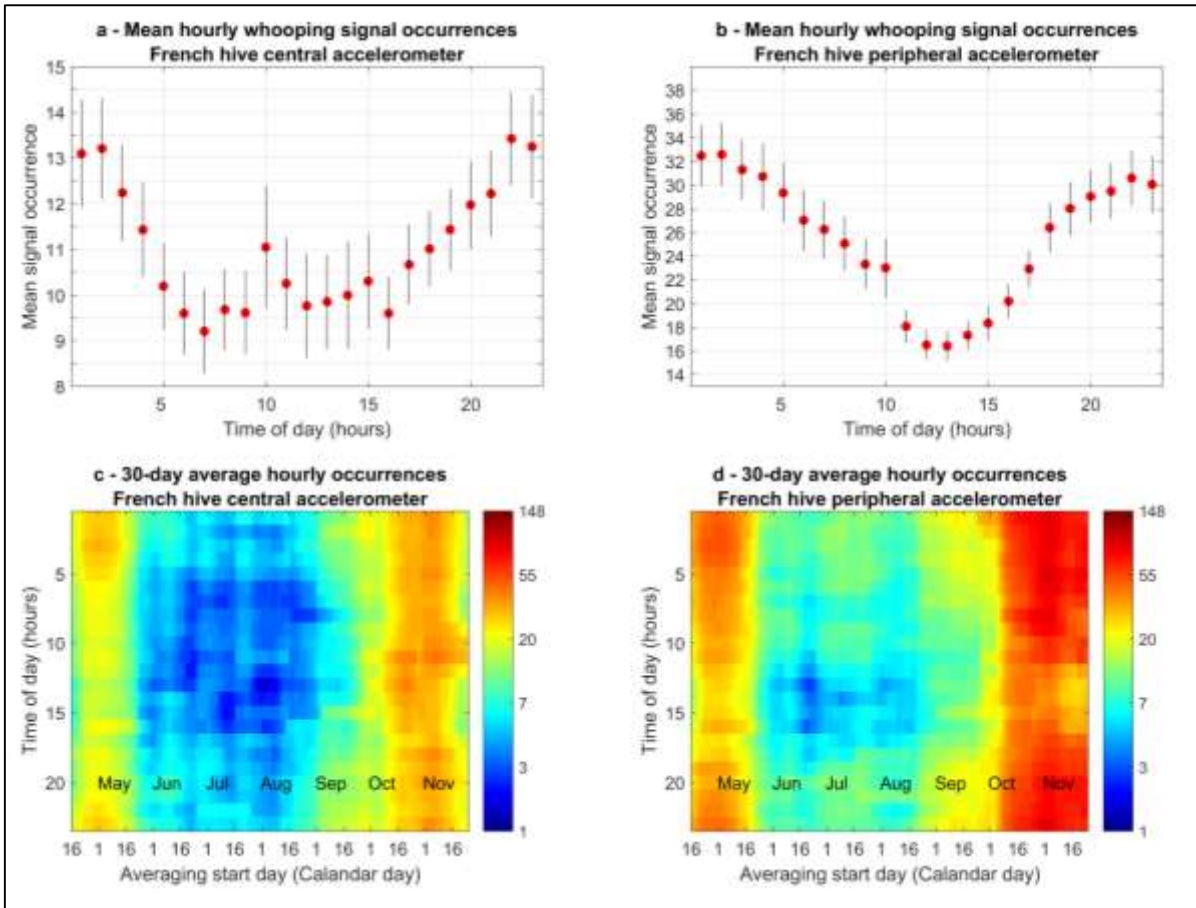 a - Mean hourly whooping signal occurrences
French hive central accelerometer
15
14
13
12
11
10
9
8
Mean signal occurrence
5 10 15 20
Time of day (hours)
b - Mean hourly whooping signal occurrences
French hive peripheral accelerometer
38
36
34
32
30
28
26
24
22
20
18
16
14
Mean signal occurrence
5 10 15 20
Time of day (hours)
c - 30-day average hourly occurrences
French hive central accelerometer
5
10
15
20
Time of day (hours)
May Jun Jul Aug Sep Oct Nov
16 1 16 1 16 1 16 1 16 1 16 1 16 1 16
Averaging start day (Calandar day)
148
55
20
7
3
1
d - 30-day average hourly occurrences
French hive peripheral accelerometer
5
10
15
20
Time of day (hours)
May Jun Jul Aug Sep Oct Nov
16 1 16 1 16 1 16 1 16 1 16 1 16 1 16
Averaging start day (Calandar day)
148
55
20
7
3
1